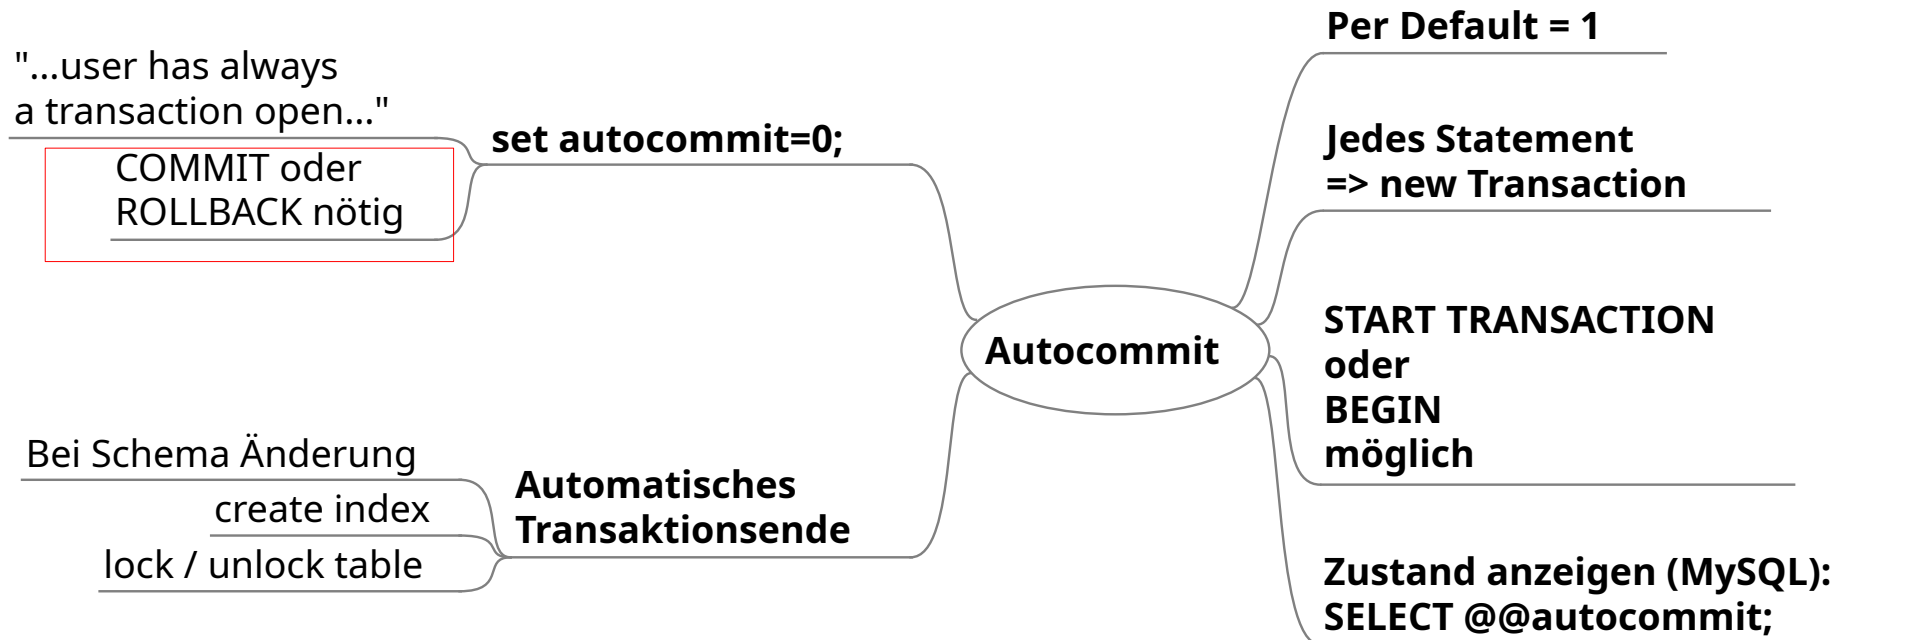 Autocommit
Per Default = 1
Jedes Statement
=> new Transaction
START TRANSACTION
oder
BEGIN
möglich
Zustand anzeigen (MySQL):
SELECT @@autocommit;
set autocommit=0;
"...user has always
a transaction open..."
COMMIT oder
ROLLBACK nötig
Automatisches
Transaktionsende
Bei Schema Änderung
create index
lock / unlock table